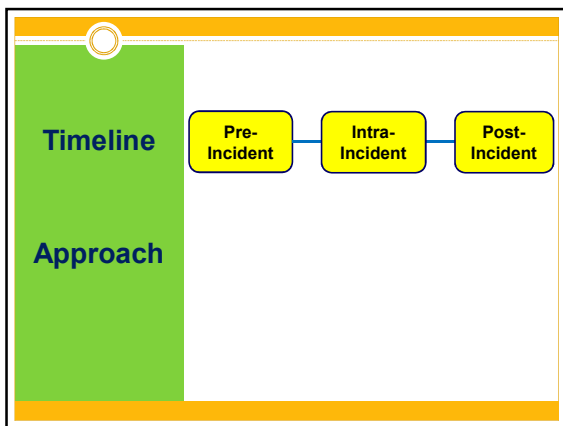 Timeline
Pre-
Incident
Intra-
Incident
Post-
Incident
Approach